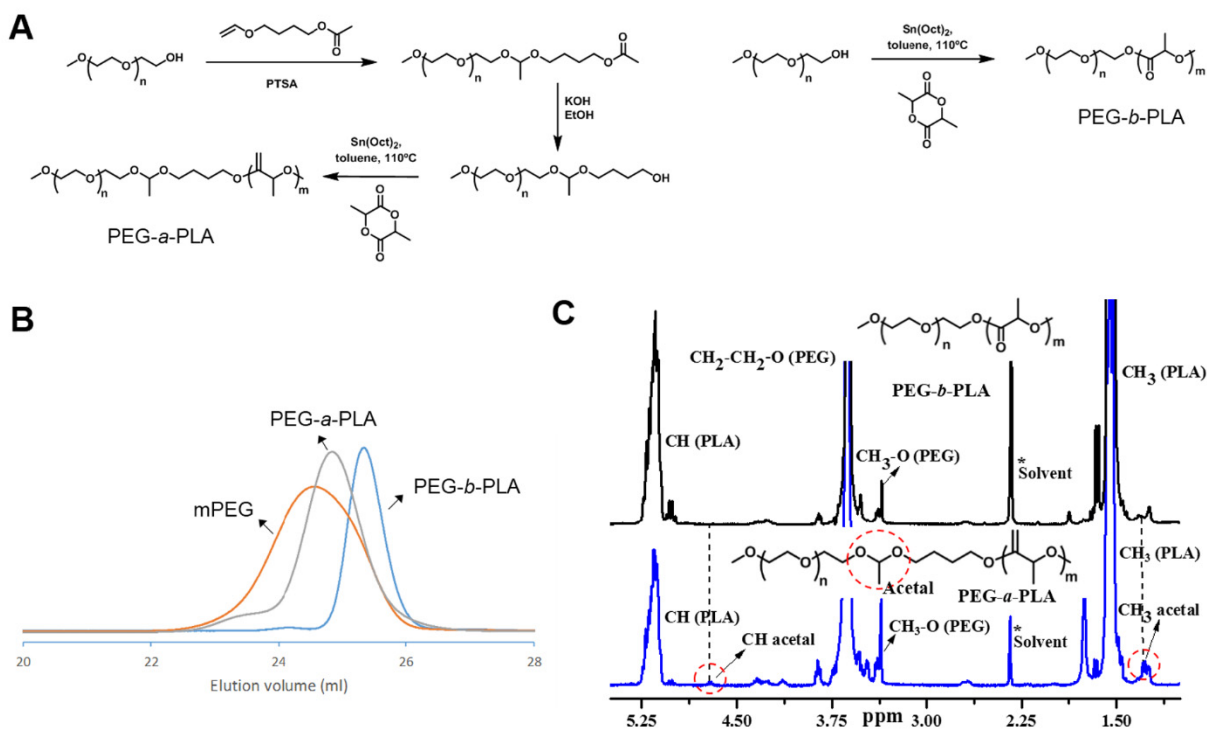 A
O
O
n
OH
O
O
O
PTSA
O
O
n
O
O
O
O
O
KOH
EtOH
O
O
n
O
O
OH
Sn(Oct)2,
toluene, 110ºC
O
O
O
O
O
O
n
O
O
O
O
m
PEG-a-PLA
O
O
n
OH
Sn(Oct)2,
toluene, 110ºC
O
O
O
O
O
O
n
O
O
O
m
PEG-b-PLA
B
PEG-a-PLA
PEG-b-PLA
mPEG
20 22 24 26 28
Elution volume (ml)
C
O
O
n
O
O
O
m
CH2-CH2-O (PEG)
PEG-b-PLA
CH3 (PLA)
CH (PLA)
CH3-O (PEG)
*
Solvent
O
O
n
O
O
O
O
m
Acetal
PEG-a-PLA
CH3 (PLA)
CH (PLA)
CH acetal
CH3-O (PEG)
*
Solvent
CH3 acetal
5.25 4.50 3.75 ppm 3.00 2.25 1.50